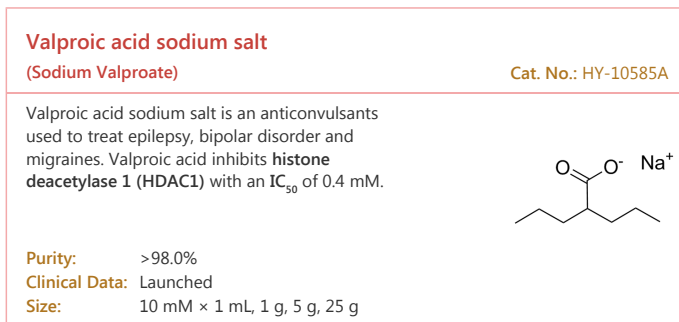 Valproic acid sodium salt
(Sodium Valproate)
Cat. No.: HY-10585A
Valproic acid sodium salt is an anticonvulsants
used to treat epilepsy, bipolar disorder and
migraines. Valproic acid inhibits histone
deacetylase 1 (HDAC1) with an IC50 of 0.4 mM.
O O- Na+
Purity: >98.0%
Clinical Data: Launched
Size: 10 mM × 1 mL, 1 g, 5 g, 25 g